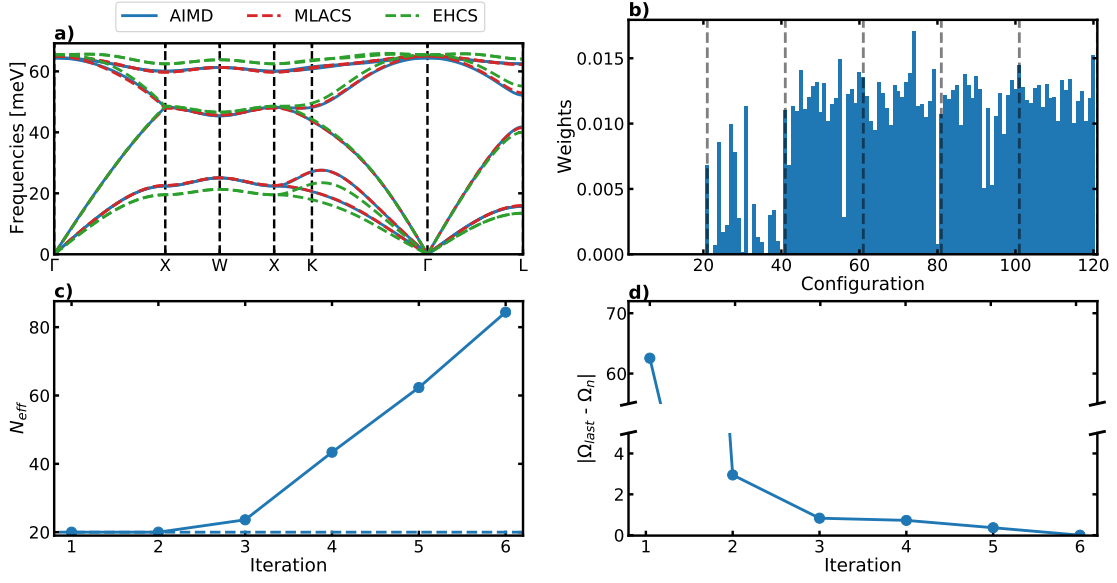 AIMD MLACS EHCS
a)
Frequencies [meV]
60
40
20
0
Γ X W X K Γ L
b)
Weights
0.015
0.010
0.005
0.000
20 40 60 80 100 120
Configuration
c)
N_eff
80
60
40
20
1 2 3 4 5 6
Iteration
d)
|Ω_last - Ω_n|
70
60
4
2
0
1 2 3 4 5 6
Iteration